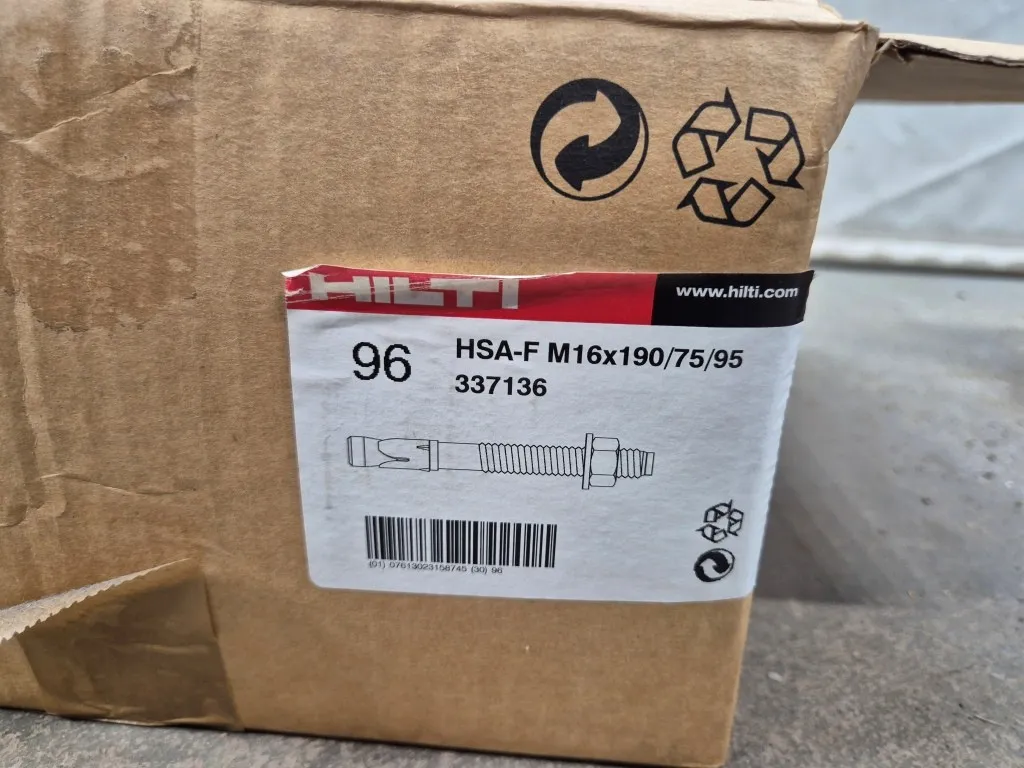 HILTI
www.hilti.com
96
HSA-F M16x190/75/95
337136
(01) 07613023158745 (30) 96